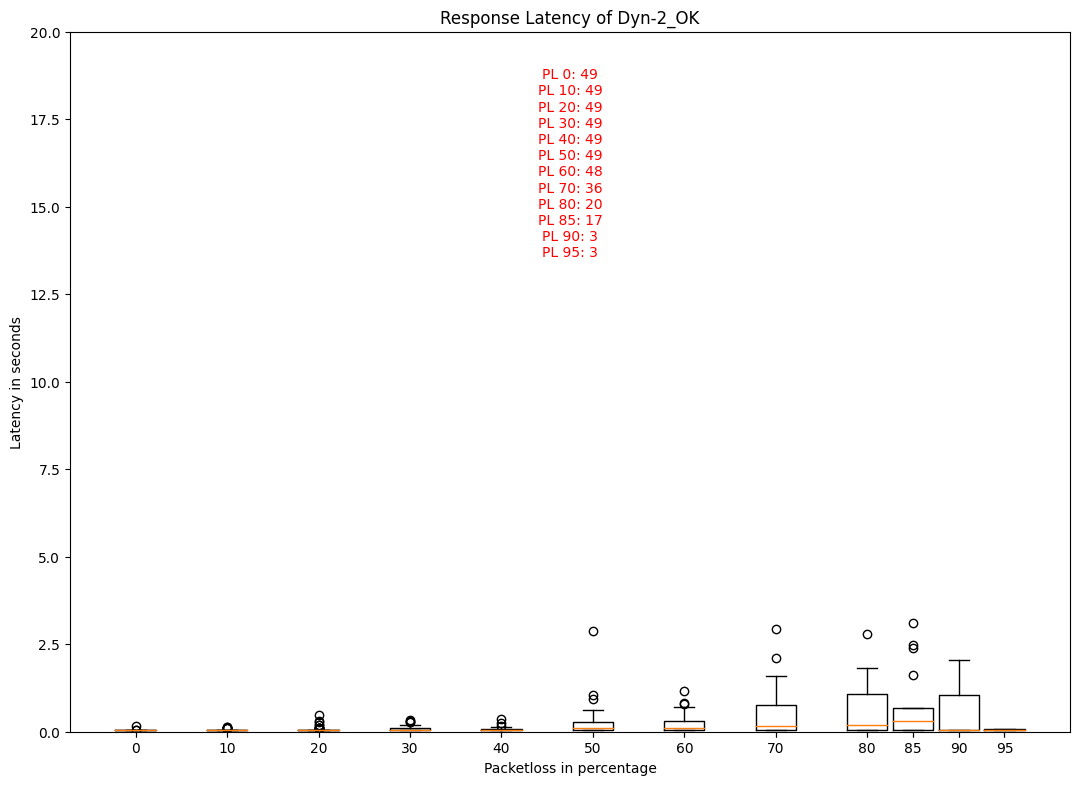 Response Latency of Dyn-2_OK
20.0
17.5
15.0
12.5
10.0
7.5
5.0
2.5
0.0
Latency in seconds
PL 0: 49
PL 10: 49
PL 20: 49
PL 30: 49
PL 40: 49
PL 50: 49
PL 60: 48
PL 70: 36
PL 80: 20
PL 85: 17
PL 90: 3
PL 95: 3
0 10 20 30 40 50 60 70 80 85 90 95
Packetloss in percentage